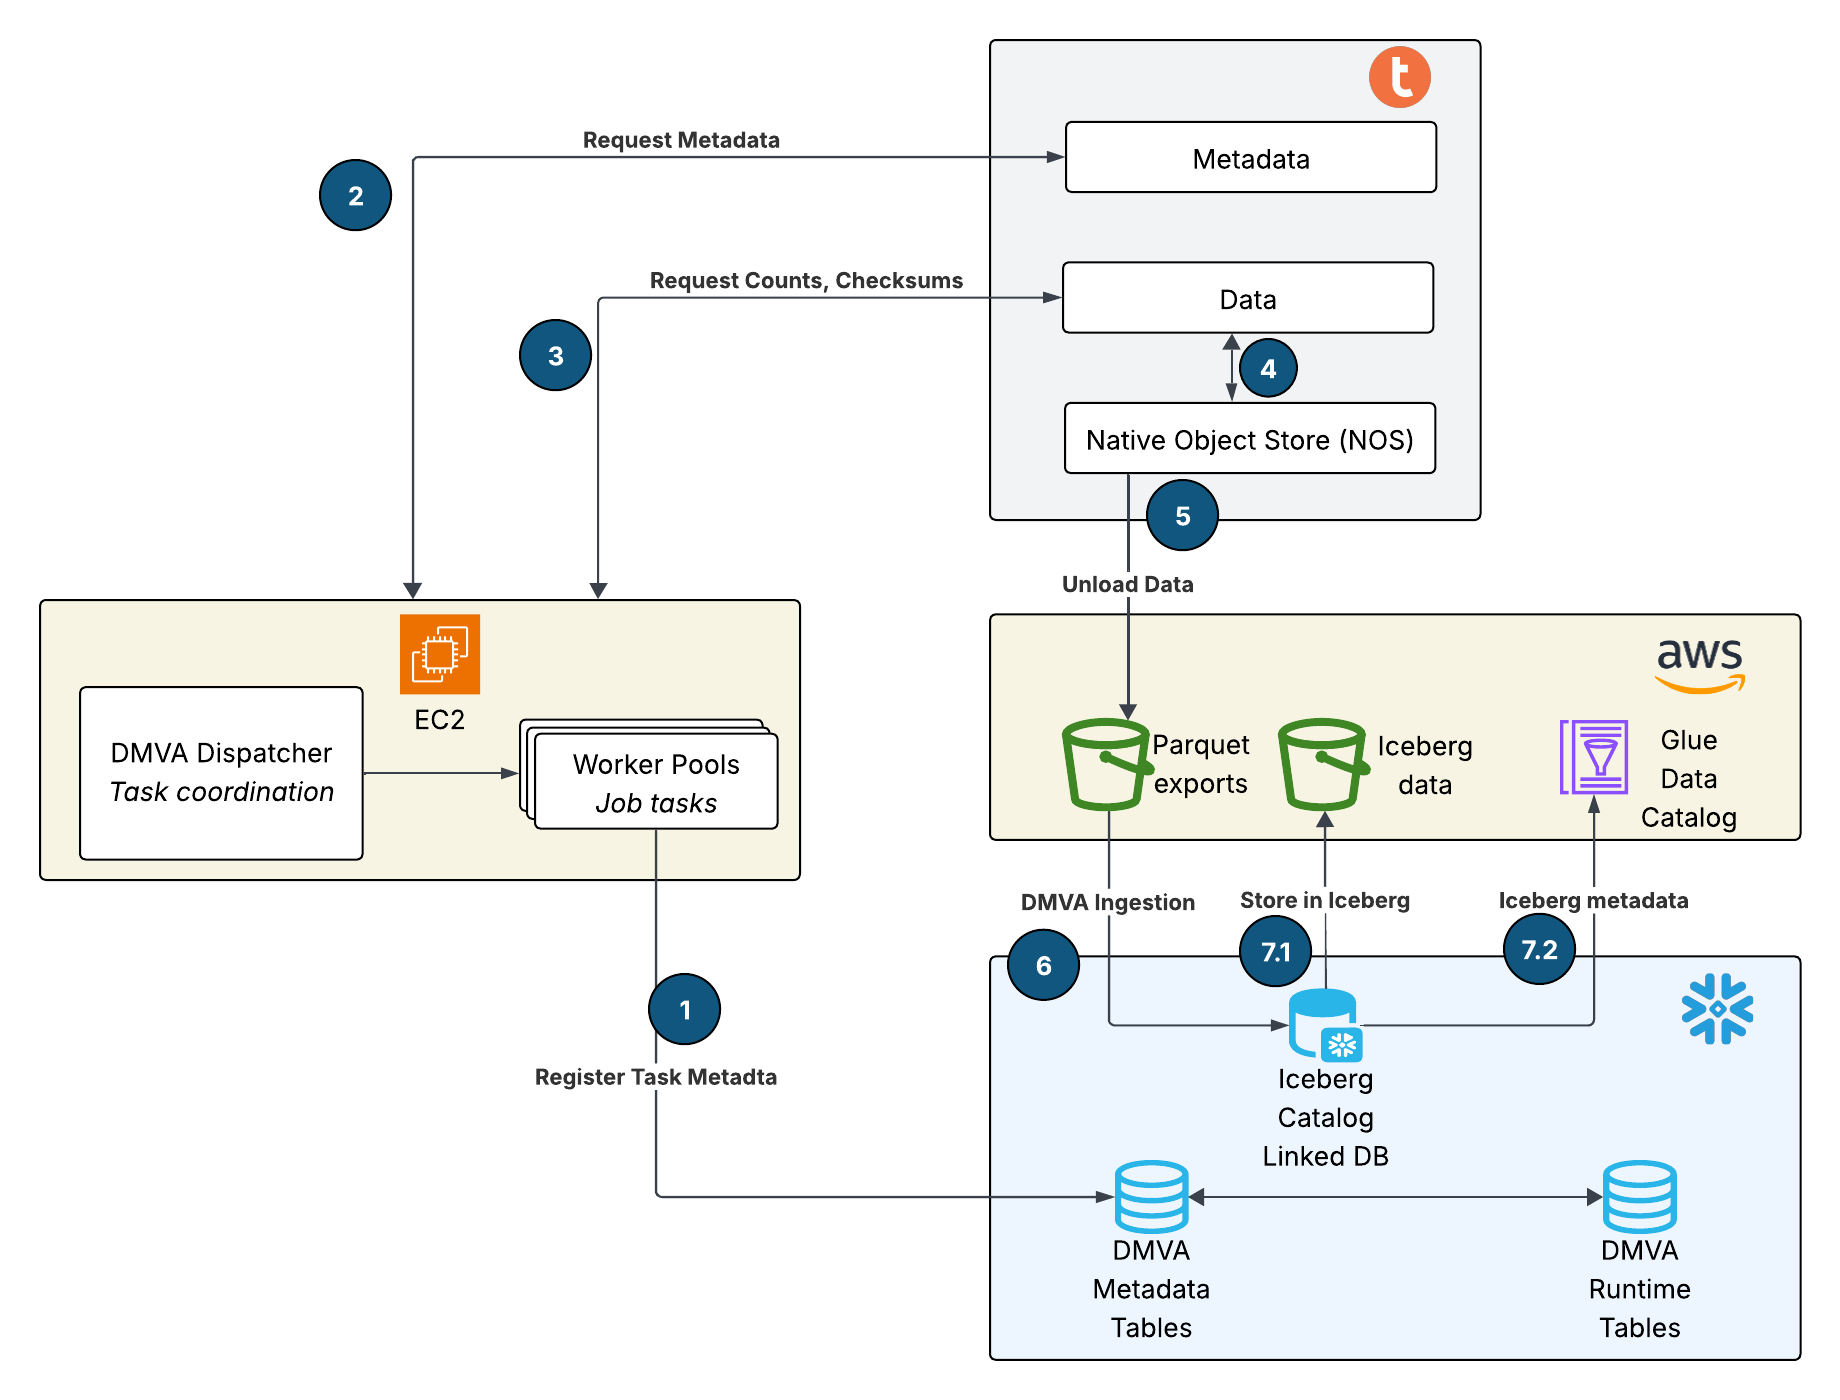 t
Request Metadata
Metadata
2
Request Counts, Checksums
Data
3
4
Native Object Store (NOS)
5
Unload Data
aws
EC2
DMVA Dispatcher
Task coordination
Worker Pools
Job tasks
Parquet
exports
Iceberg
data
Glue
Data
Catalog
DMVA Ingestion
Store in Iceberg
Iceberg metadata
6
7.1
7.2
1
Register Task Metadta
Iceberg
Catalog
Linked DB
DMVA
Metadata
Tables
DMVA
Runtime
Tables